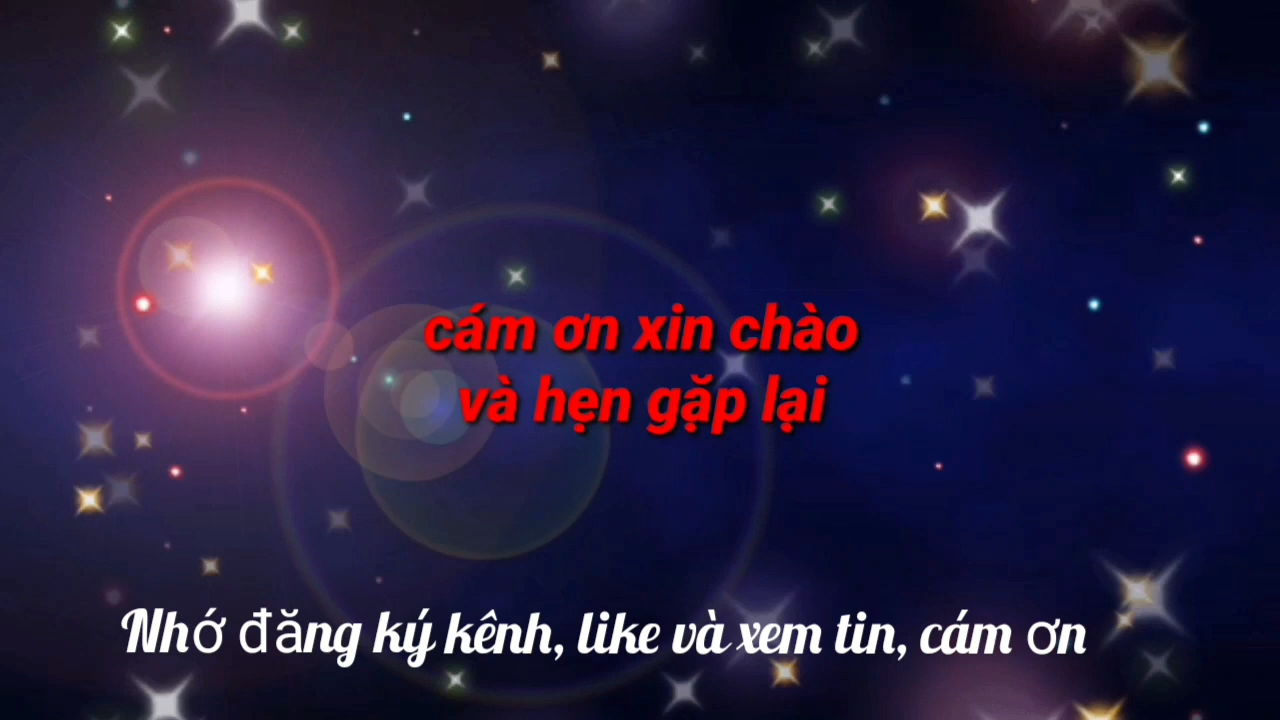 cám ơn xin chào
và hẹn gặp lại
Nhớ đăng ký kênh, like và xem tin, cám ơn